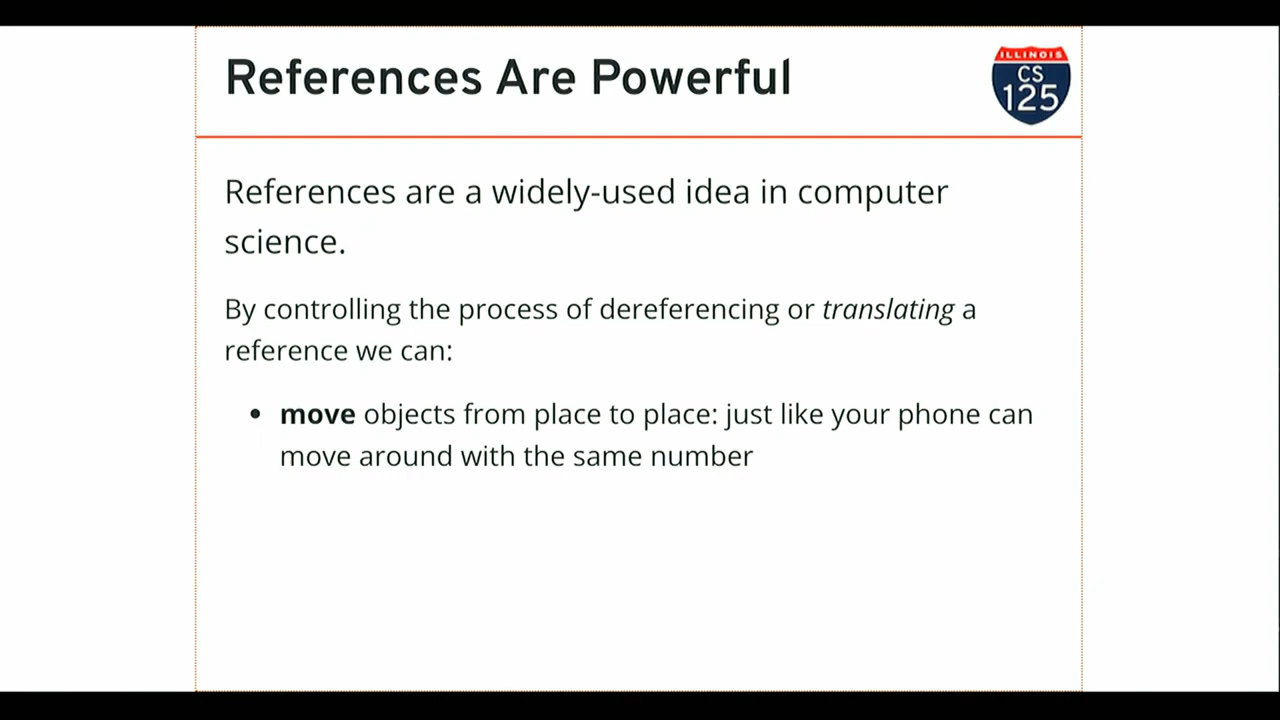 References Are Powerful
ILLINOIS
CS
125
References are a widely-used idea in computer
science.
By controlling the process of dereferencing or translating a
reference we can:
• move objects from place to place: just like your phone can
move around with the same number